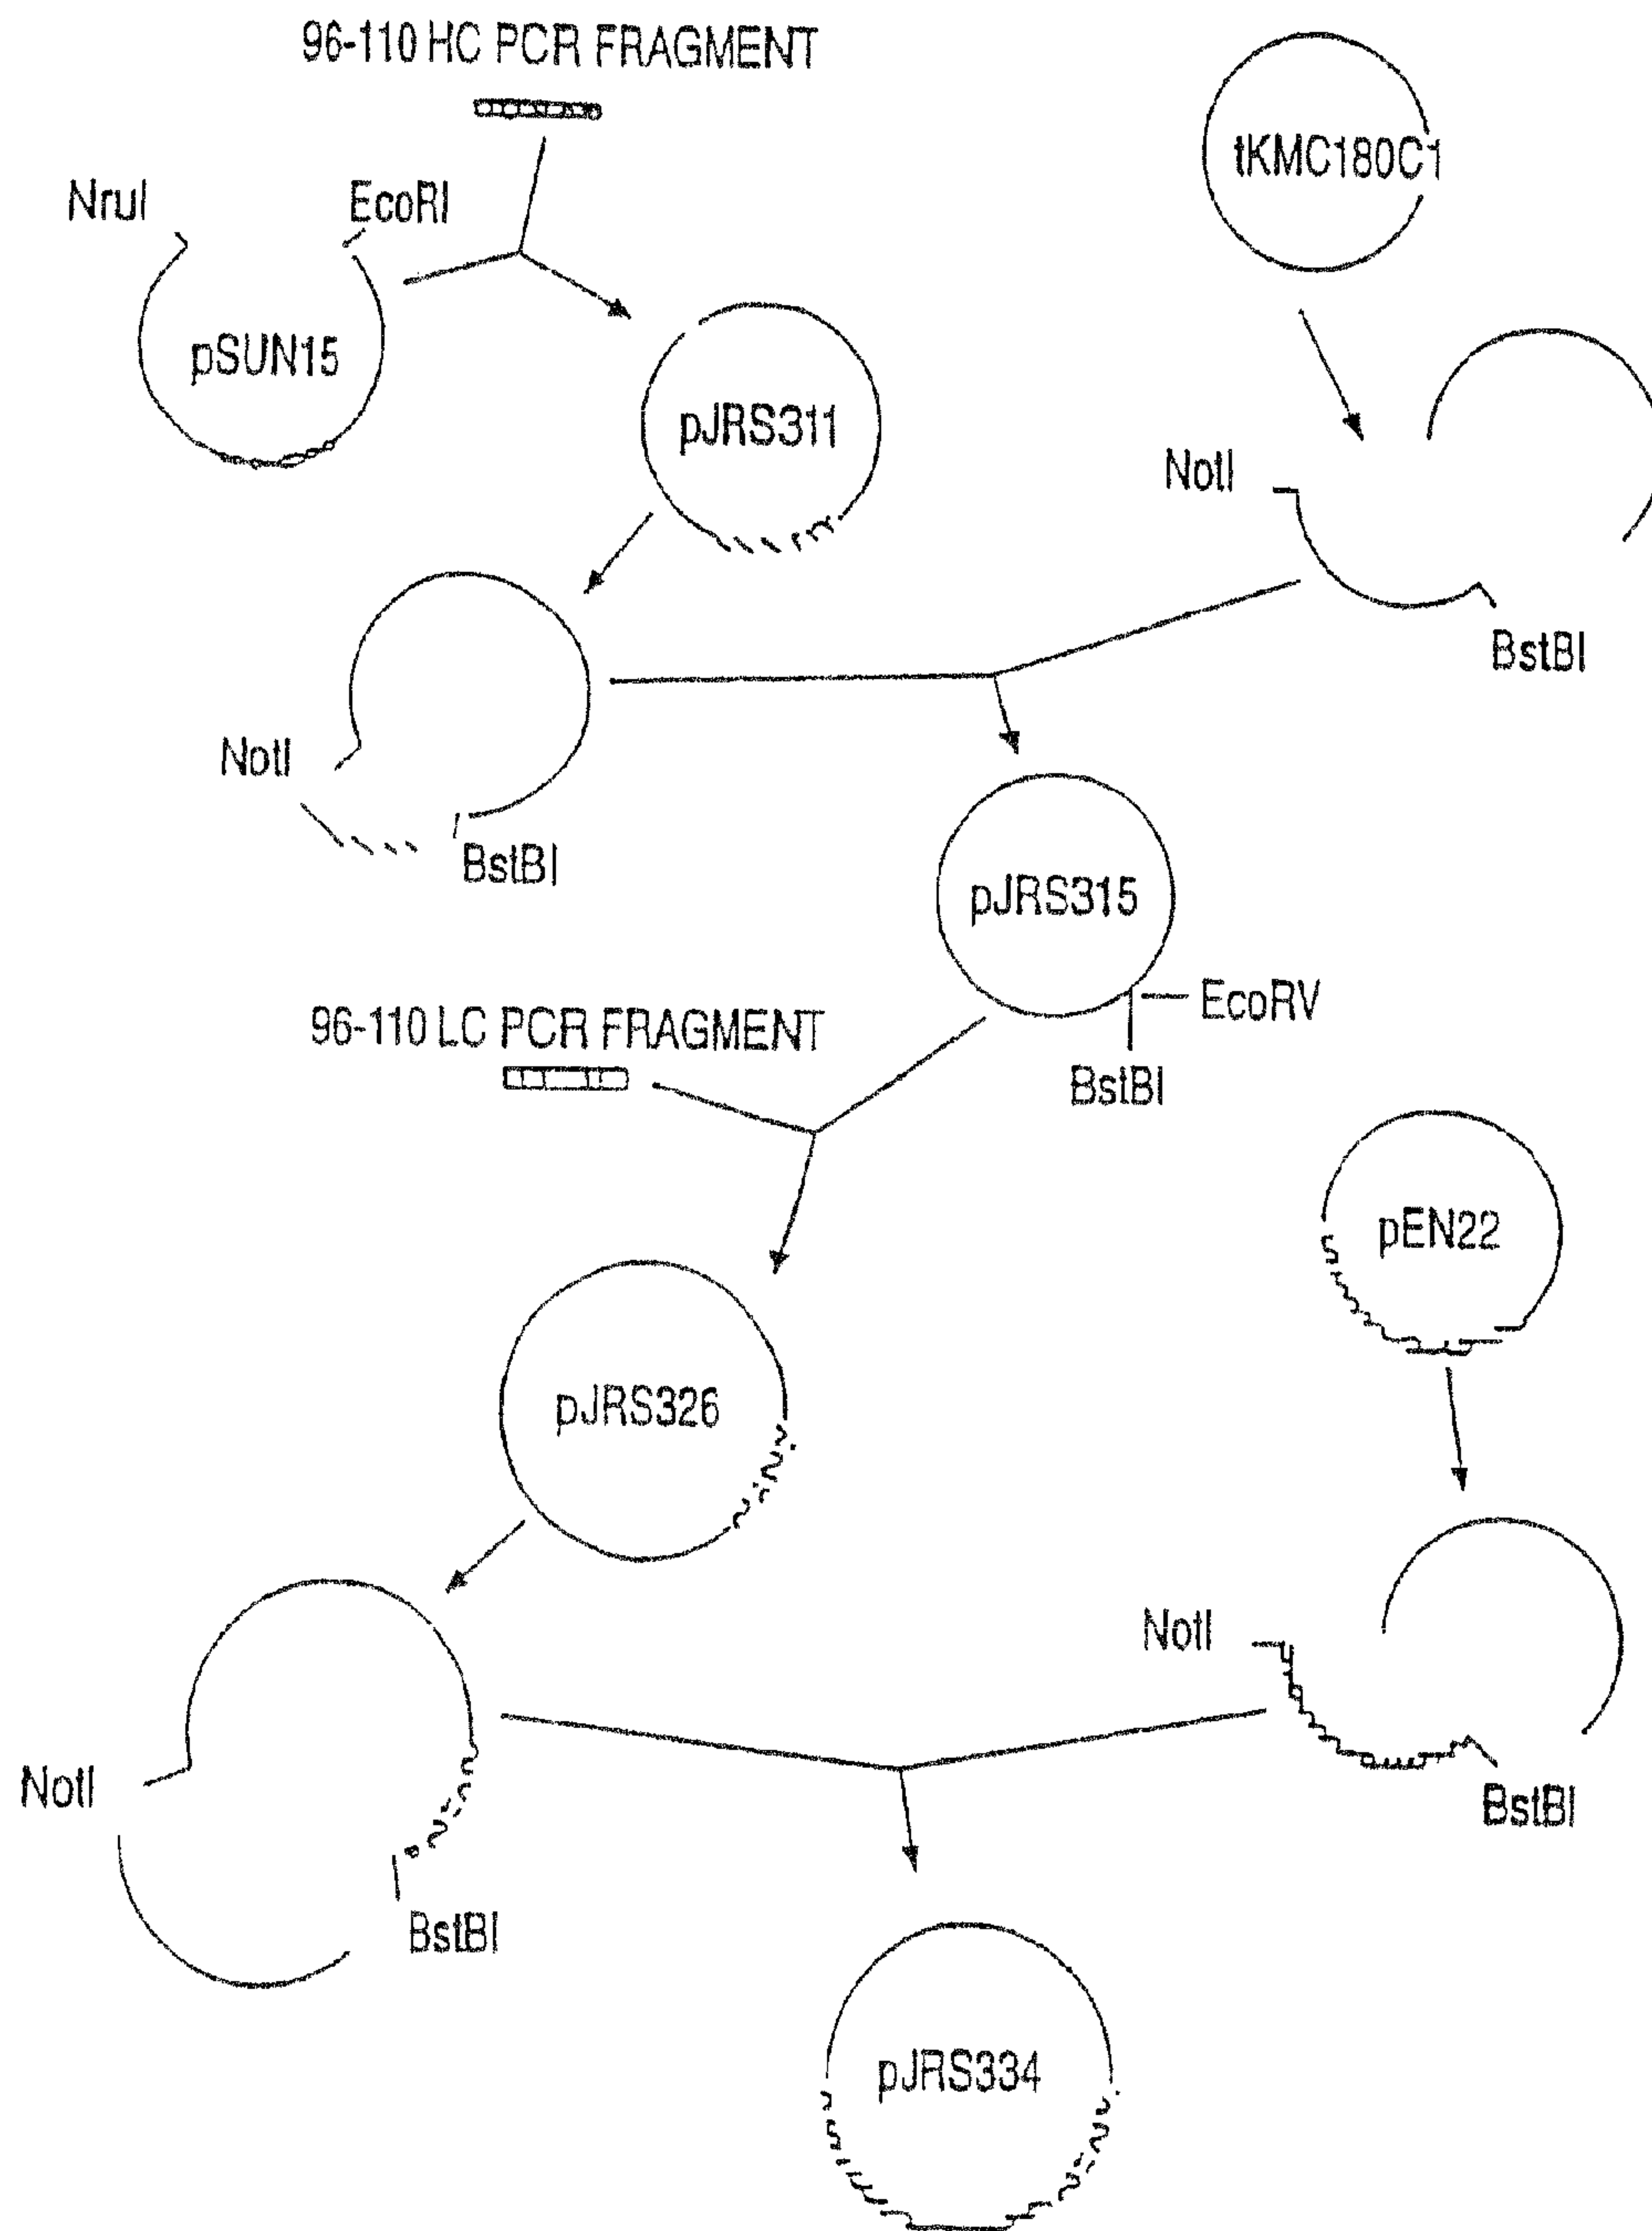 96-110 HC PCR FRAGMENT
tKMC180C1
NruI
EcoRI
pSUN15
pJRS311
NotI
BstBI
NotI
BstBI
pJRS315
EcoRV
BstBI
96-110 LC PCR FRAGMENT
pEN22
pJRS326
NotI
BstBI
NotI
BstBI
pJRS334